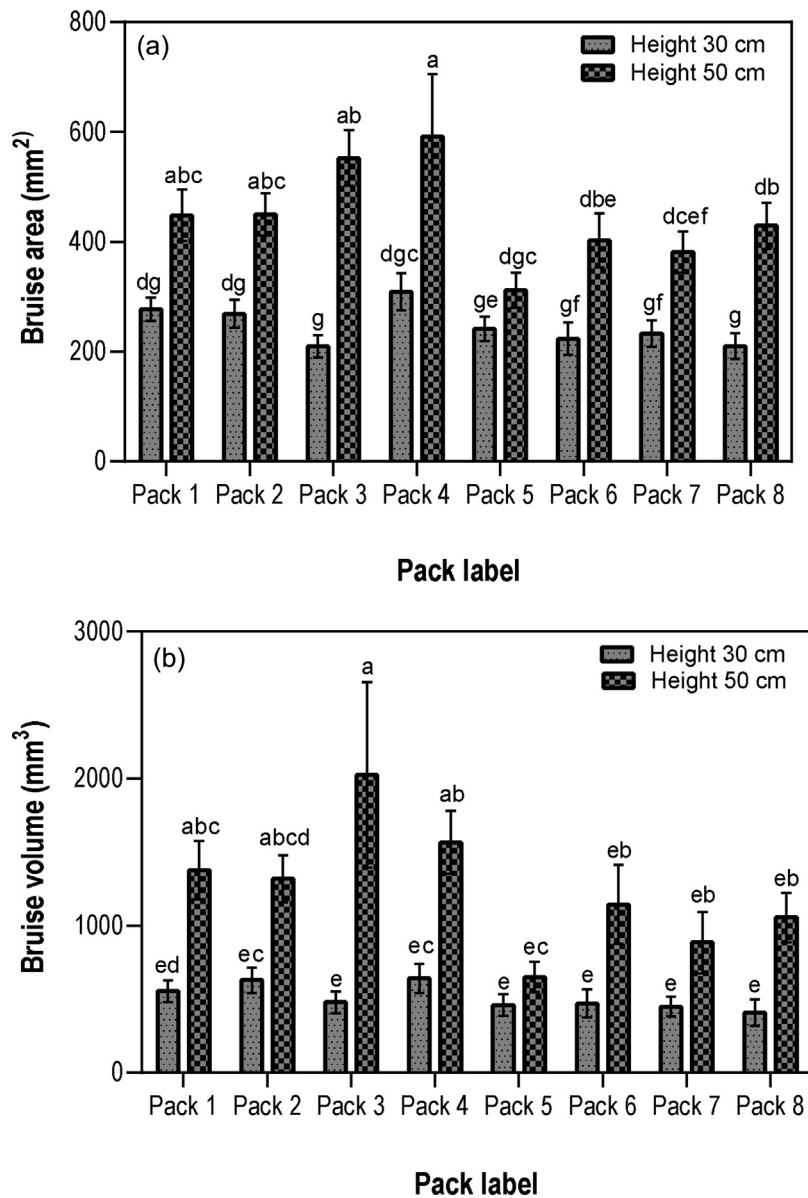 (a)
Height 30 cm
Height 50 cm
Bruise area (mm²)
800
600
400
200
0
dg
abc
dg
abc
g
ab
dgc
a
ge
dgc
gf
dbe
gf
dcef
g
db
Pack 1
Pack 2
Pack 3
Pack 4
Pack 5
Pack 6
Pack 7
Pack 8
Pack label
(b)
Height 30 cm
Height 50 cm
Bruise volume (mm³)
3000
2000
1000
0
ed
abc
ec
abcd
e
a
ec
ab
e
ec
e
eb
e
eb
e
eb
Pack 1
Pack 2
Pack 3
Pack 4
Pack 5
Pack 6
Pack 7
Pack 8
Pack label